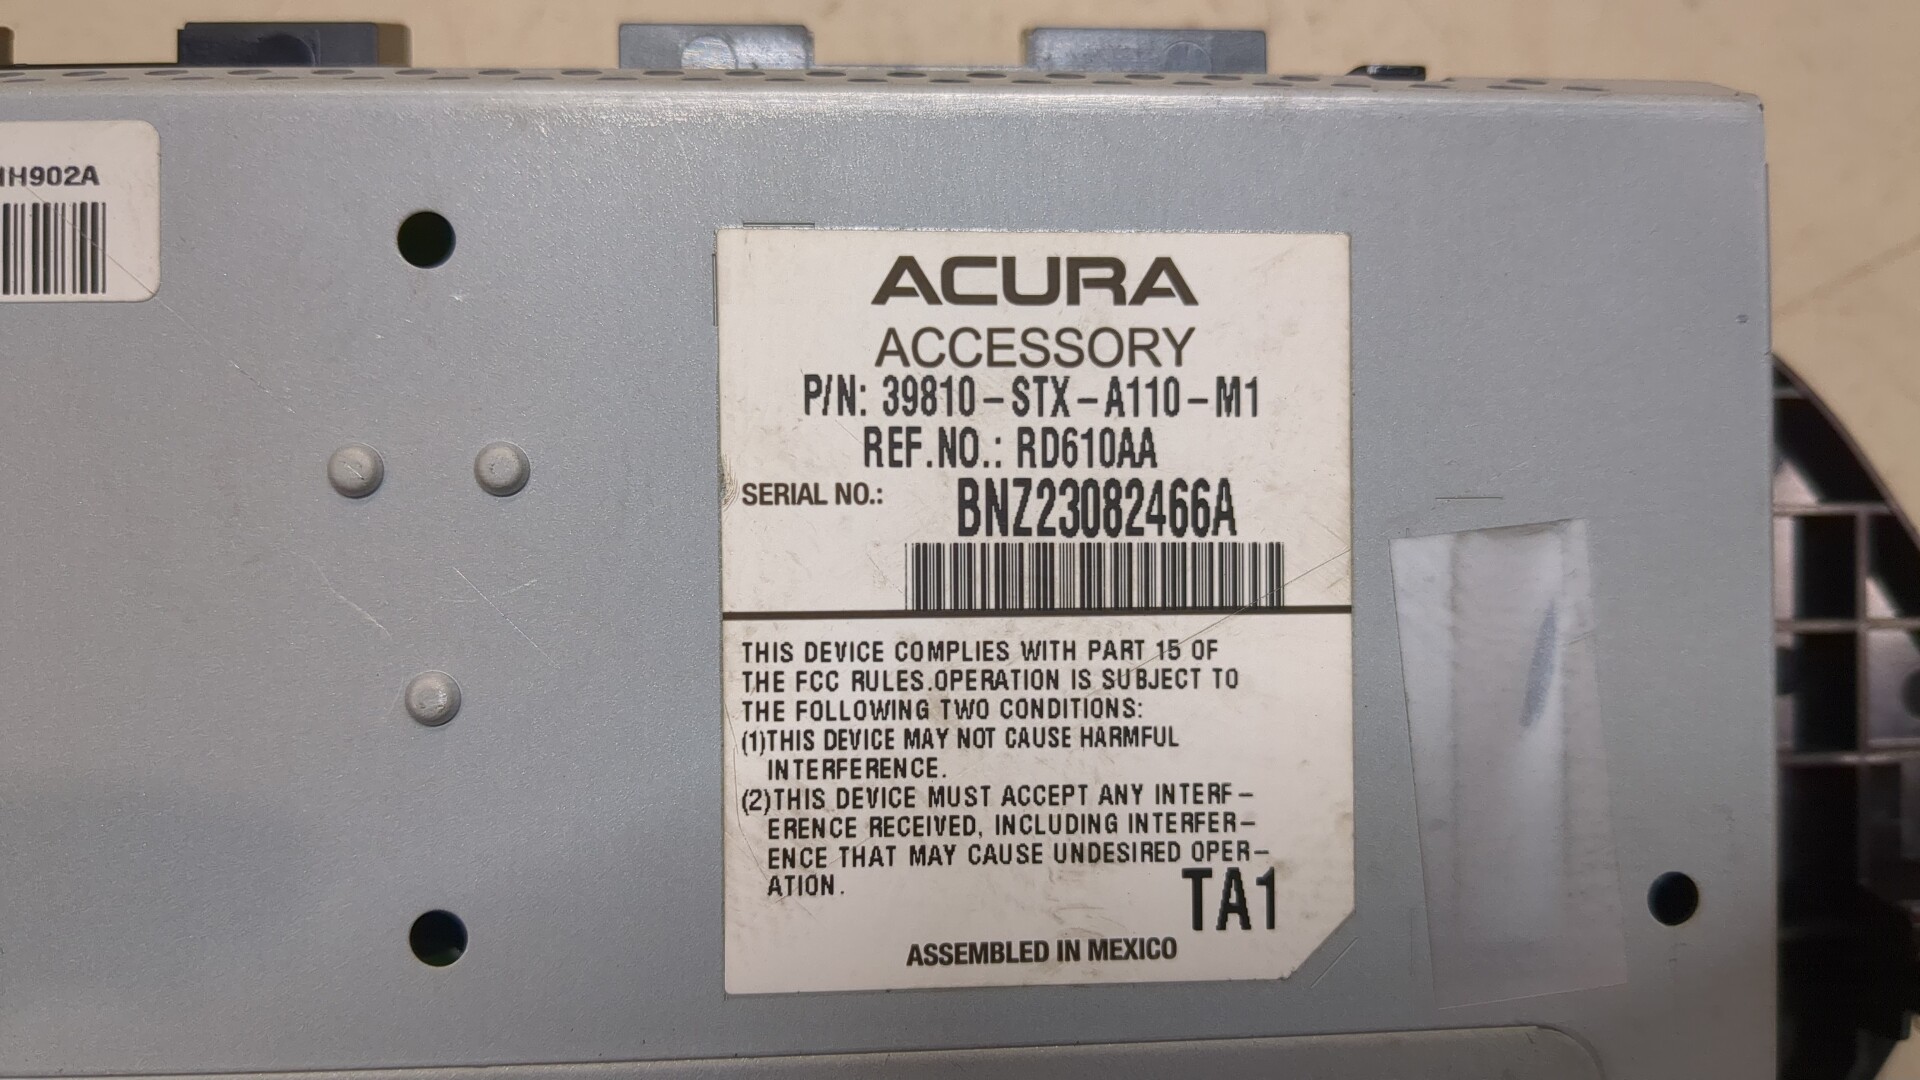 1H902A
ACURA
ACCESSORY
P/N: 39810-STX-A110-M1
REF.NO.: RD610AA
SERIAL NO.: BNZ23082466A
THIS DEVICE COMPLIES WITH PART 15 OF
THE FCC RULES.OPERATION IS SUBJECT TO
THE FOLLOWING TWO CONDITIONS:
(1)THIS DEVICE MAY NOT CAUSE HARMFUL
INTERFERENCE.
(2)THIS DEVICE MUST ACCEPT ANY INTERF-
ERENCE RECEIVED, INCLUDING INTERFER-
ENCE THAT MAY CAUSE UNDESIRED OPER-
ATION.
TA1
ASSEMBLED IN MEXICO